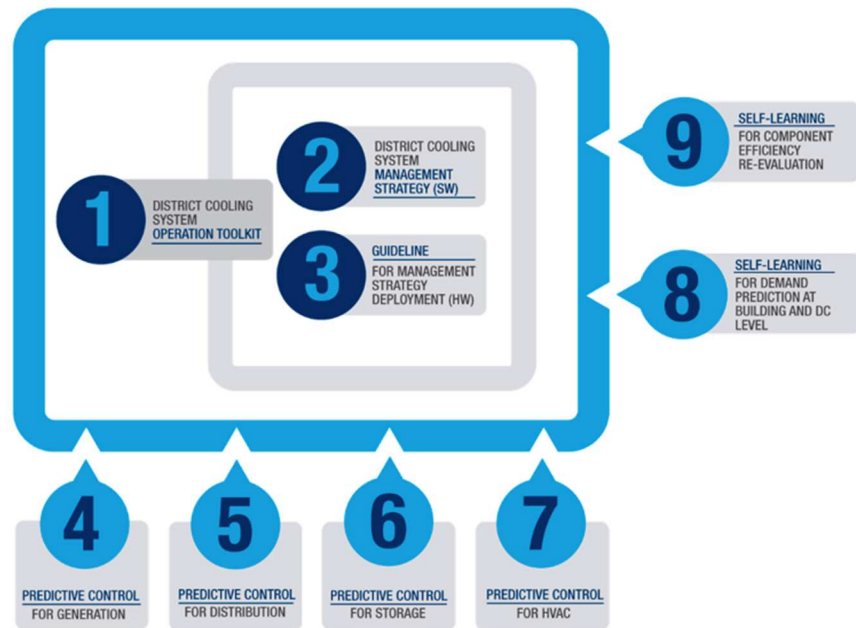 1
DISTRICT COOLING
SYSTEM
OPERATION TOOLKIT
2
DISTRICT COOLING
SYSTEM
MANAGEMENT
STRATEGY (SW)
3
GUIDELINE
FOR MANAGEMENT
STRATEGY
DEPLOYMENT (HW)
9
SELF-LEARNING
FOR COMPONENT
EFFICIENCY
RE-EVALUATION
8
SELF-LEARNING
FOR DEMAND
PREDICTION AT
BUILDING AND DC
LEVEL
4
PREDICTIVE CONTROL
FOR GENERATION
5
PREDICTIVE CONTROL
FOR DISTRIBUTION
6
PREDICTIVE CONTROL
FOR STORAGE
7
PREDICTIVE CONTROL
FOR HVAC